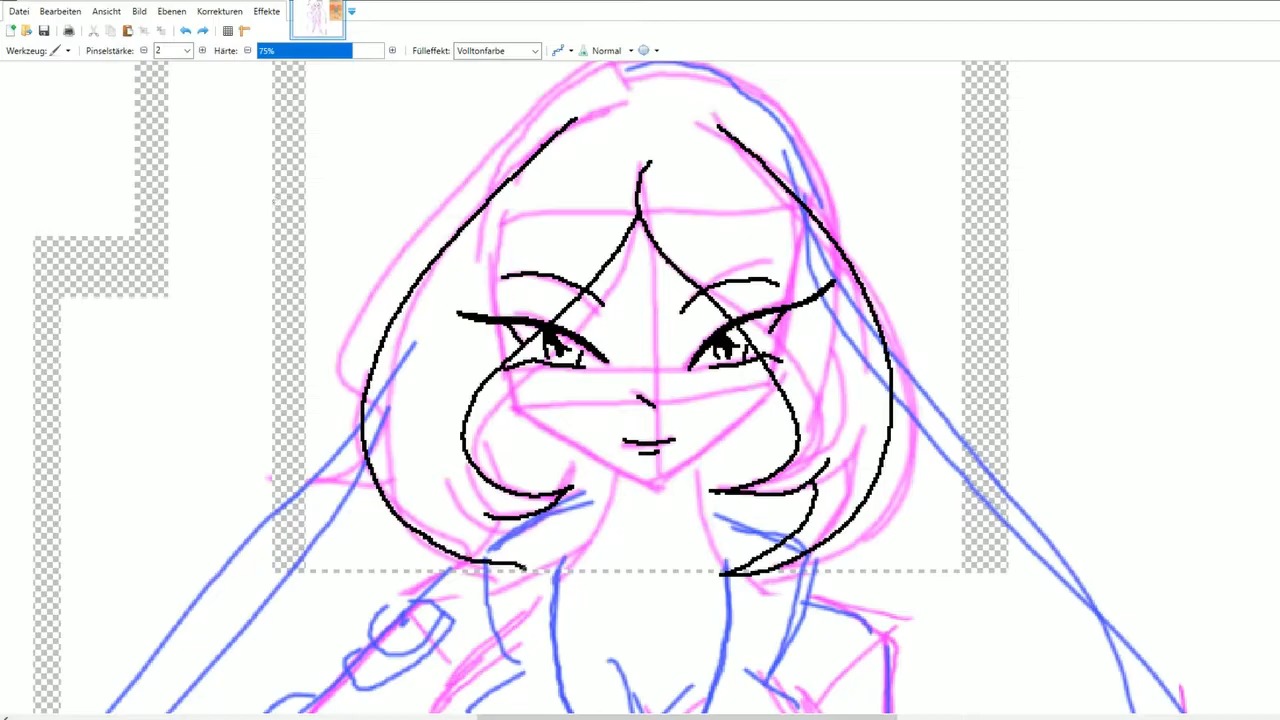 Datei Bearbeiten Ansicht Bild Ebenen Korrekturen Effekte
Werkzeug: Pinselstärke: 2 Härte: 75% Fülleffekt: Volltonfarbe Normal